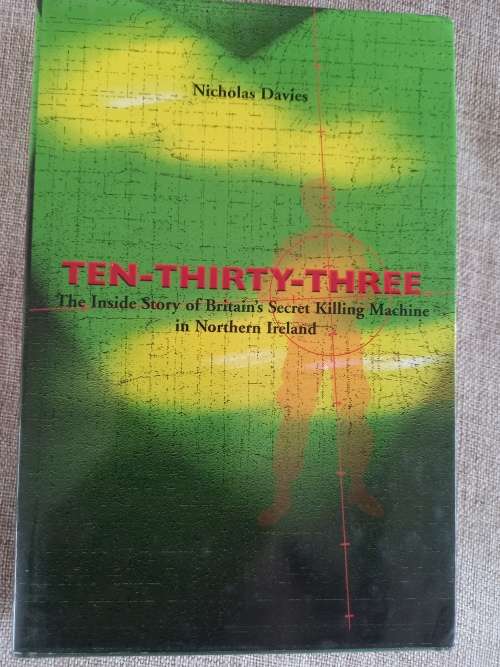 Nicholas Davies
TEN-THIRTY-THREE
The Inside Story of Britain's Secret Killing Machine
in Northern Ireland